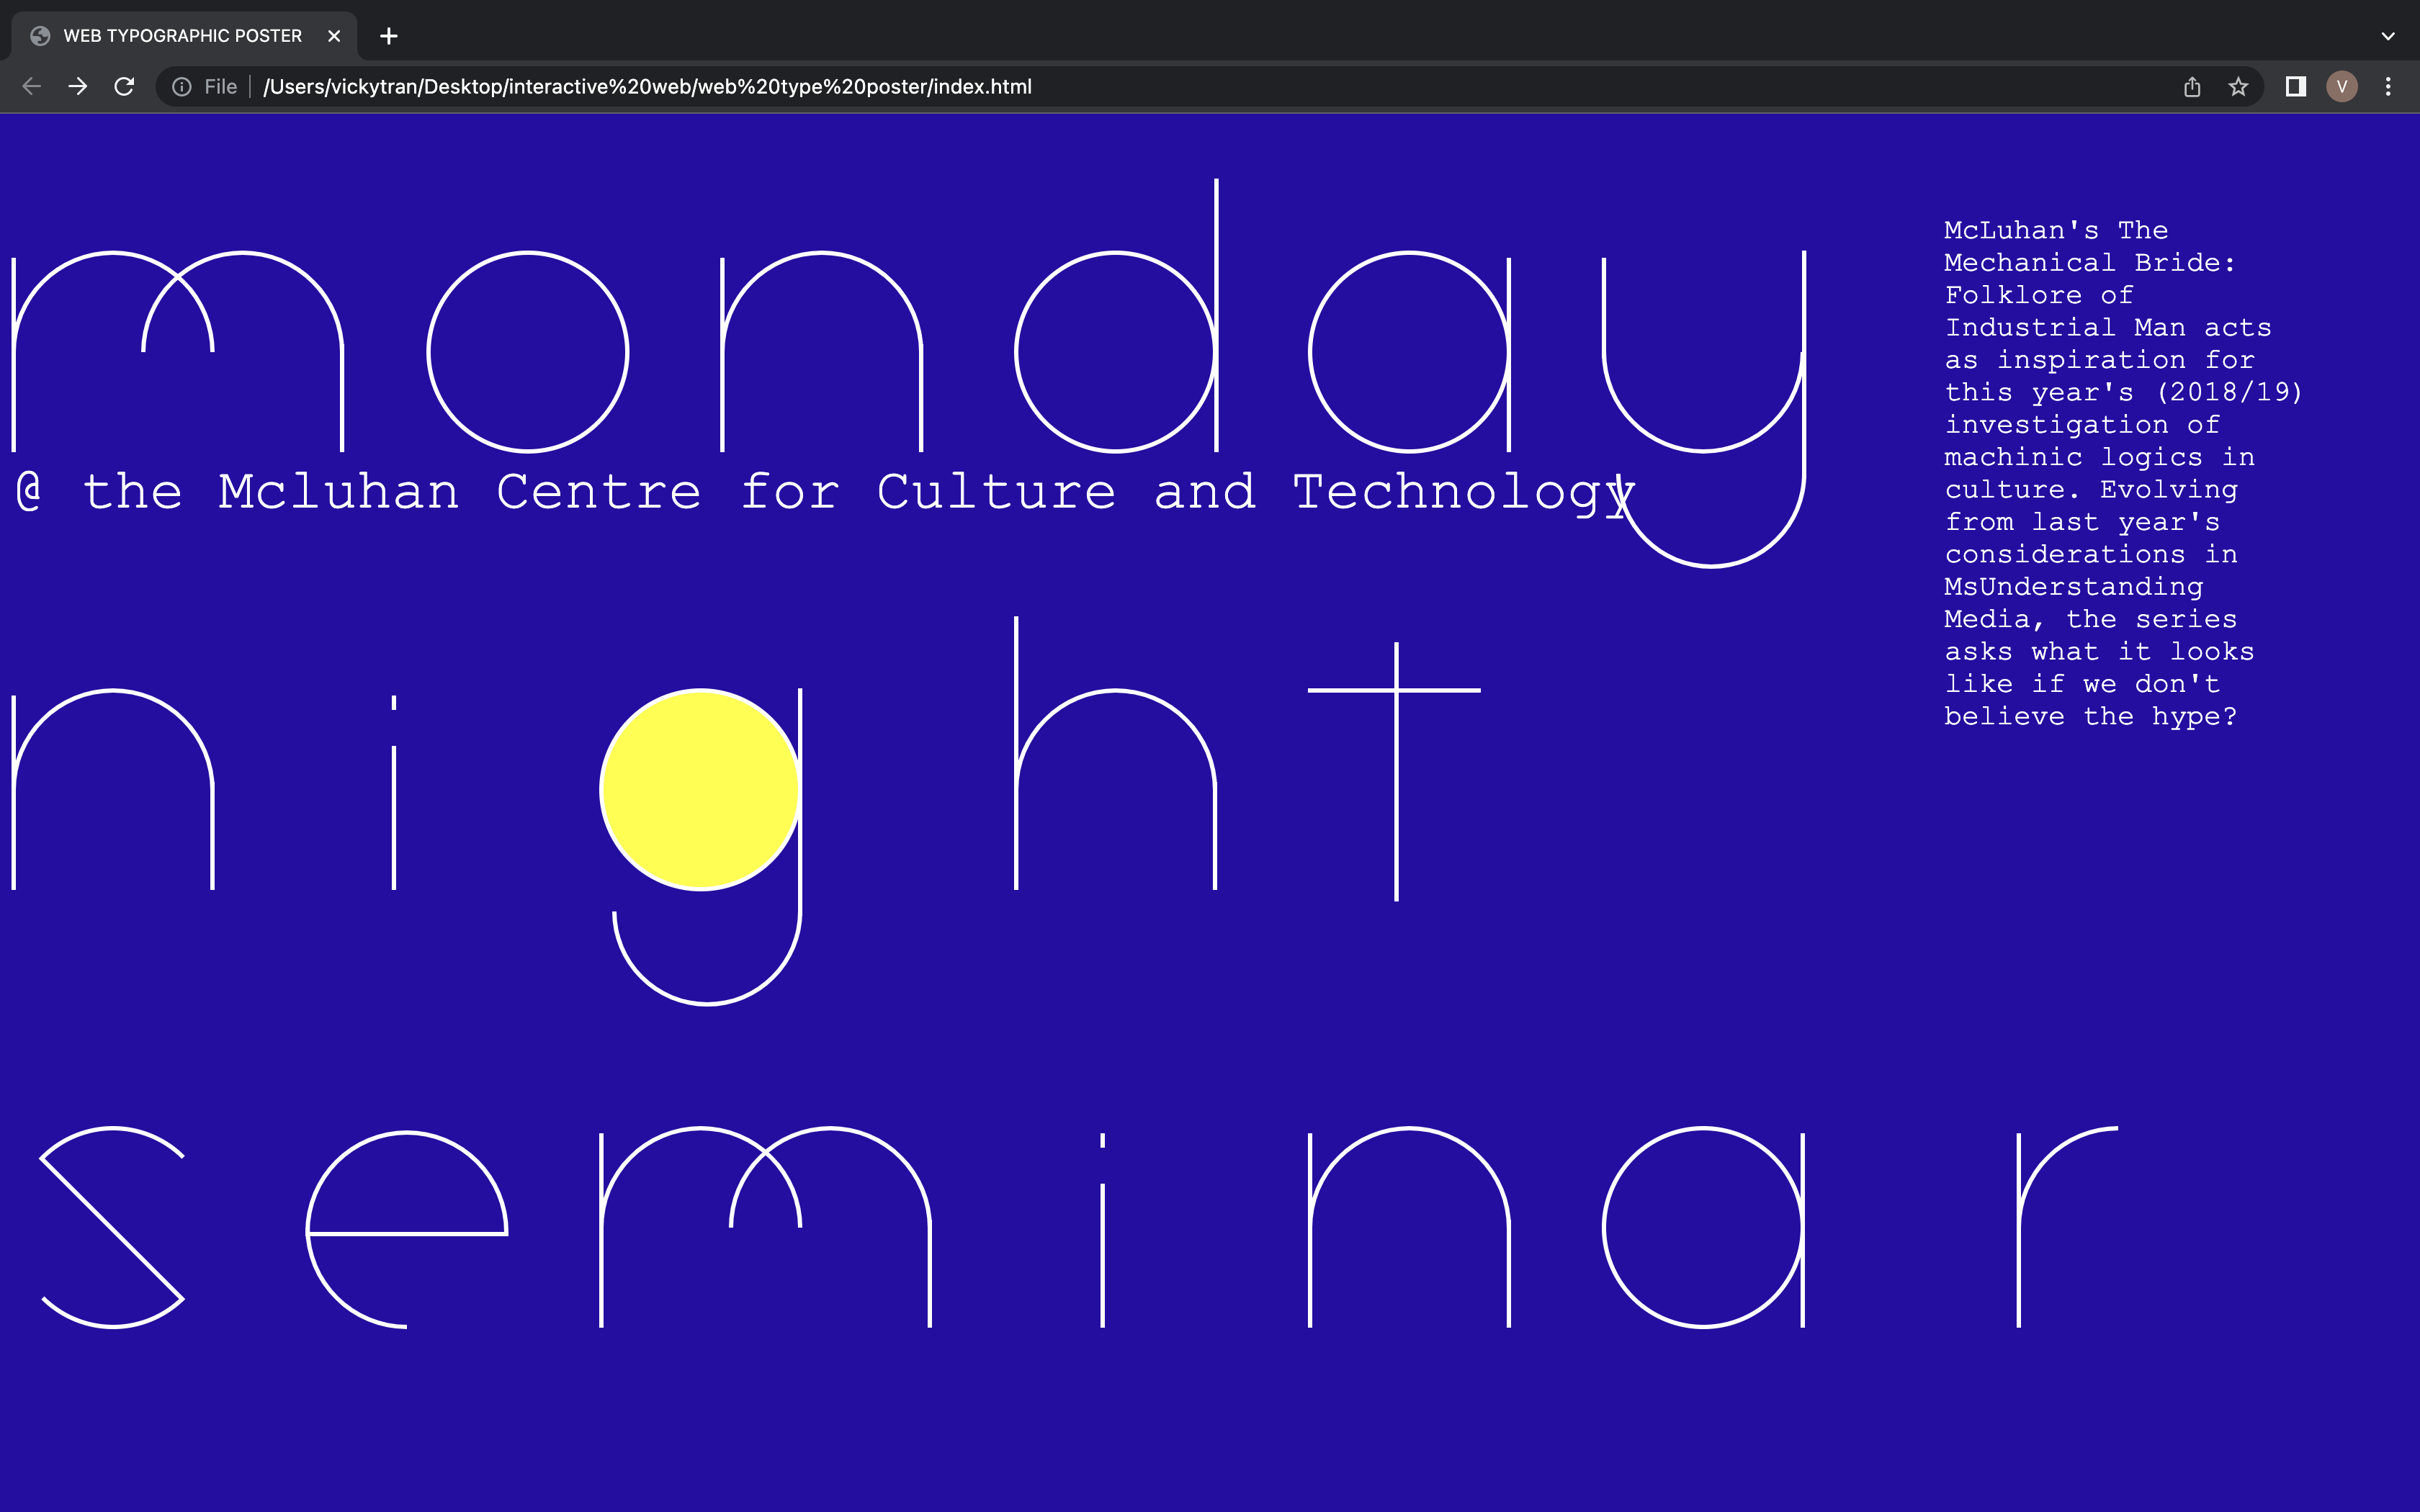 WEB TYPOGRAPHIC POSTER
File
/Users/vickytran/Desktop/interactive%20web/web%20type%20poster/index.html
V
monday
@ the Mcluhan Centre for Culture and Technology
night
seminar
McLuhan's The
Mechanical Bride:
Folklore of
Industrial Man acts
as inspiration for
this year's (2018/19)
investigation of
machinic logics in
culture. Evolving
from last year's
considerations in
MsUnderstanding
Media, the series
asks what it looks
like if we don't
believe the hype?